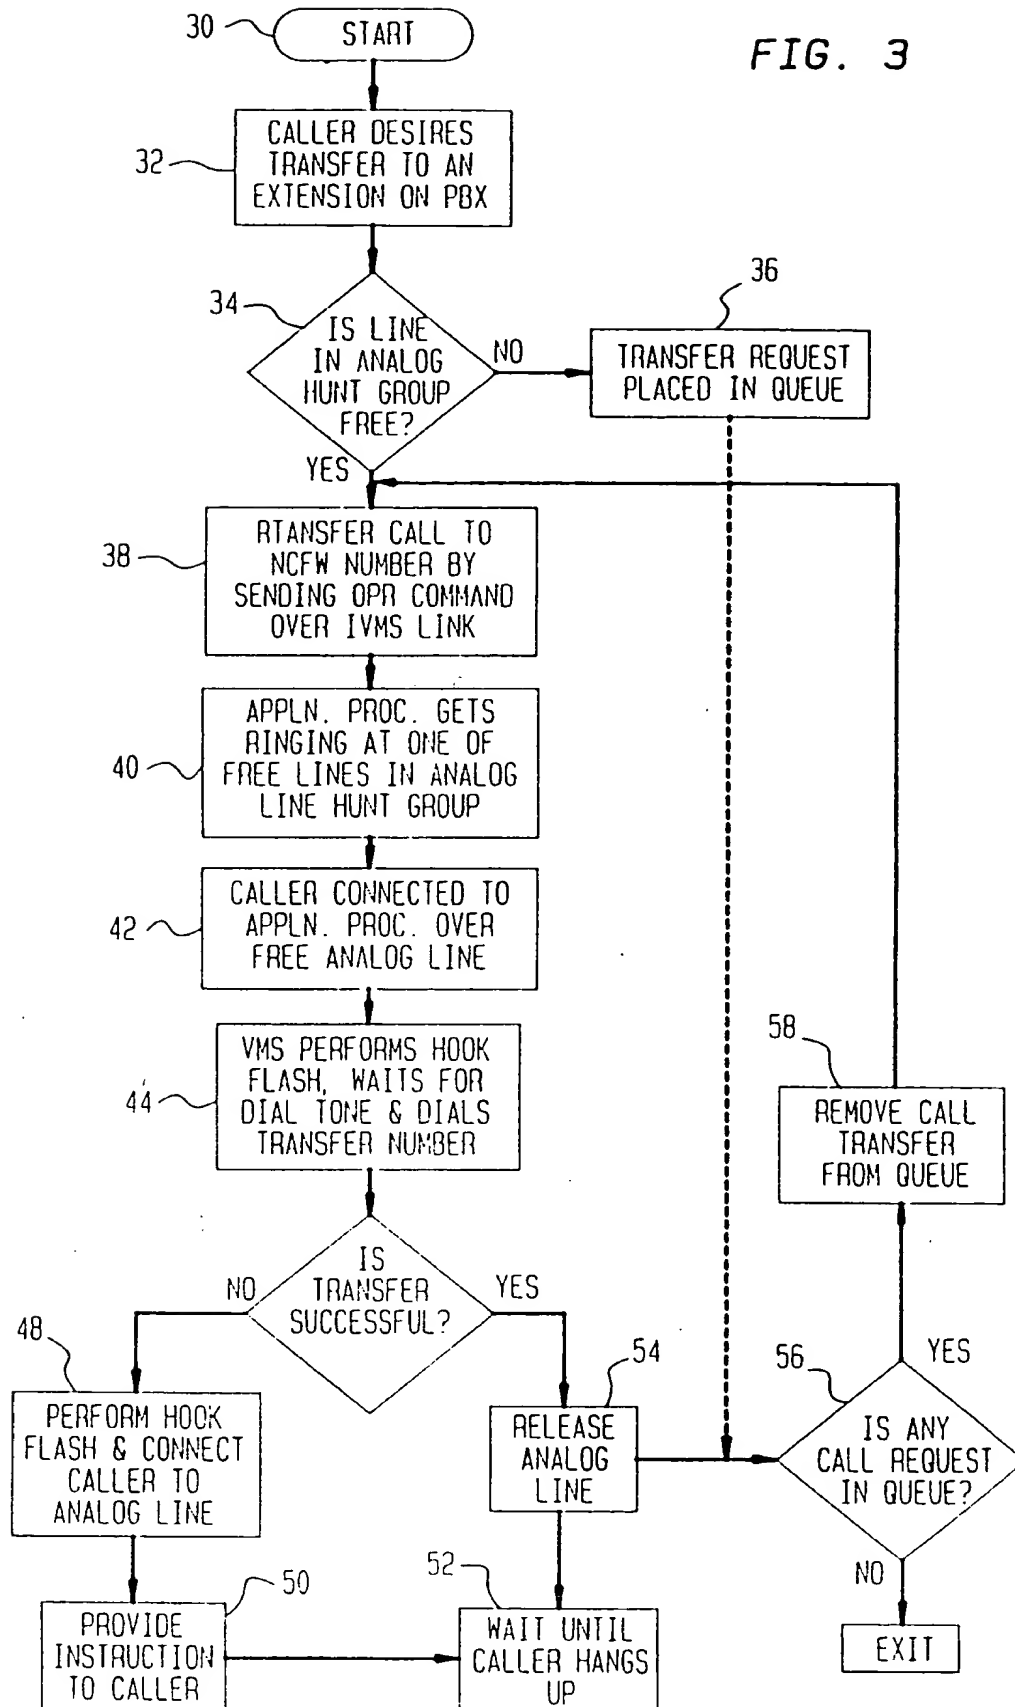 FIG. 3
30
START
32
CALLER DESIRES
TRANSFER TO AN
EXTENSION ON PBX
34
IS LINE
IN ANALOG
HUNT GROUP
FREE?
NO
YES
36
TRANSFER REQUEST
PLACED IN QUEUE
38
RTANSFER CALL TO
NCFW NUMBER BY
SENDING OPR COMMAND
OVER IVMS LINK
40
APPLN. PROC. GETS
RINGING AT ONE OF
FREE LINES IN ANALOG
LINE HUNT GROUP
42
CALLER CONNECTED TO
APPLN. PROC. OVER
FREE ANALOG LINE
44
VMS PERFORMS HOOK
FLASH, WAITS FOR
DIAL TONE & DIALS
TRANSFER NUMBER
IS
TRANSFER
SUCCESSFUL?
NO
YES
48
PERFORM HOOK
FLASH & CONNECT
CALLER TO
ANALOG LINE
50
PROVIDE
INSTRUCTION
TO CALLER
54
RELEASE
ANALOG
LINE
52
WAIT UNTIL
CALLER HANGS
UP
58
REMOVE CALL
TRANSFER
FROM QUEUE
56
IS ANY
CALL REQUEST
IN QUEUE?
YES
NO
EXIT